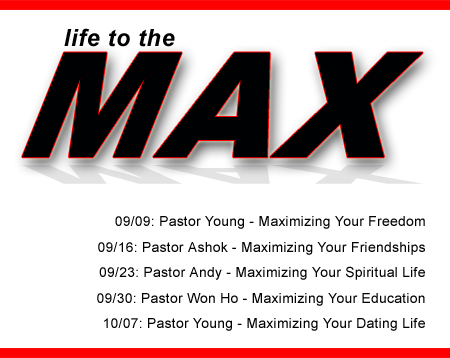 life to the
MAX
09/09: Pastor Young - Maximizing Your Freedom
09/16: Pastor Ashok - Maximizing Your Friendships
09/23: Pastor Andy - Maximizing Your Spiritual Life
09/30: Pastor Won Ho - Maximizing Your Education
10/07: Pastor Young - Maximizing Your Dating Life